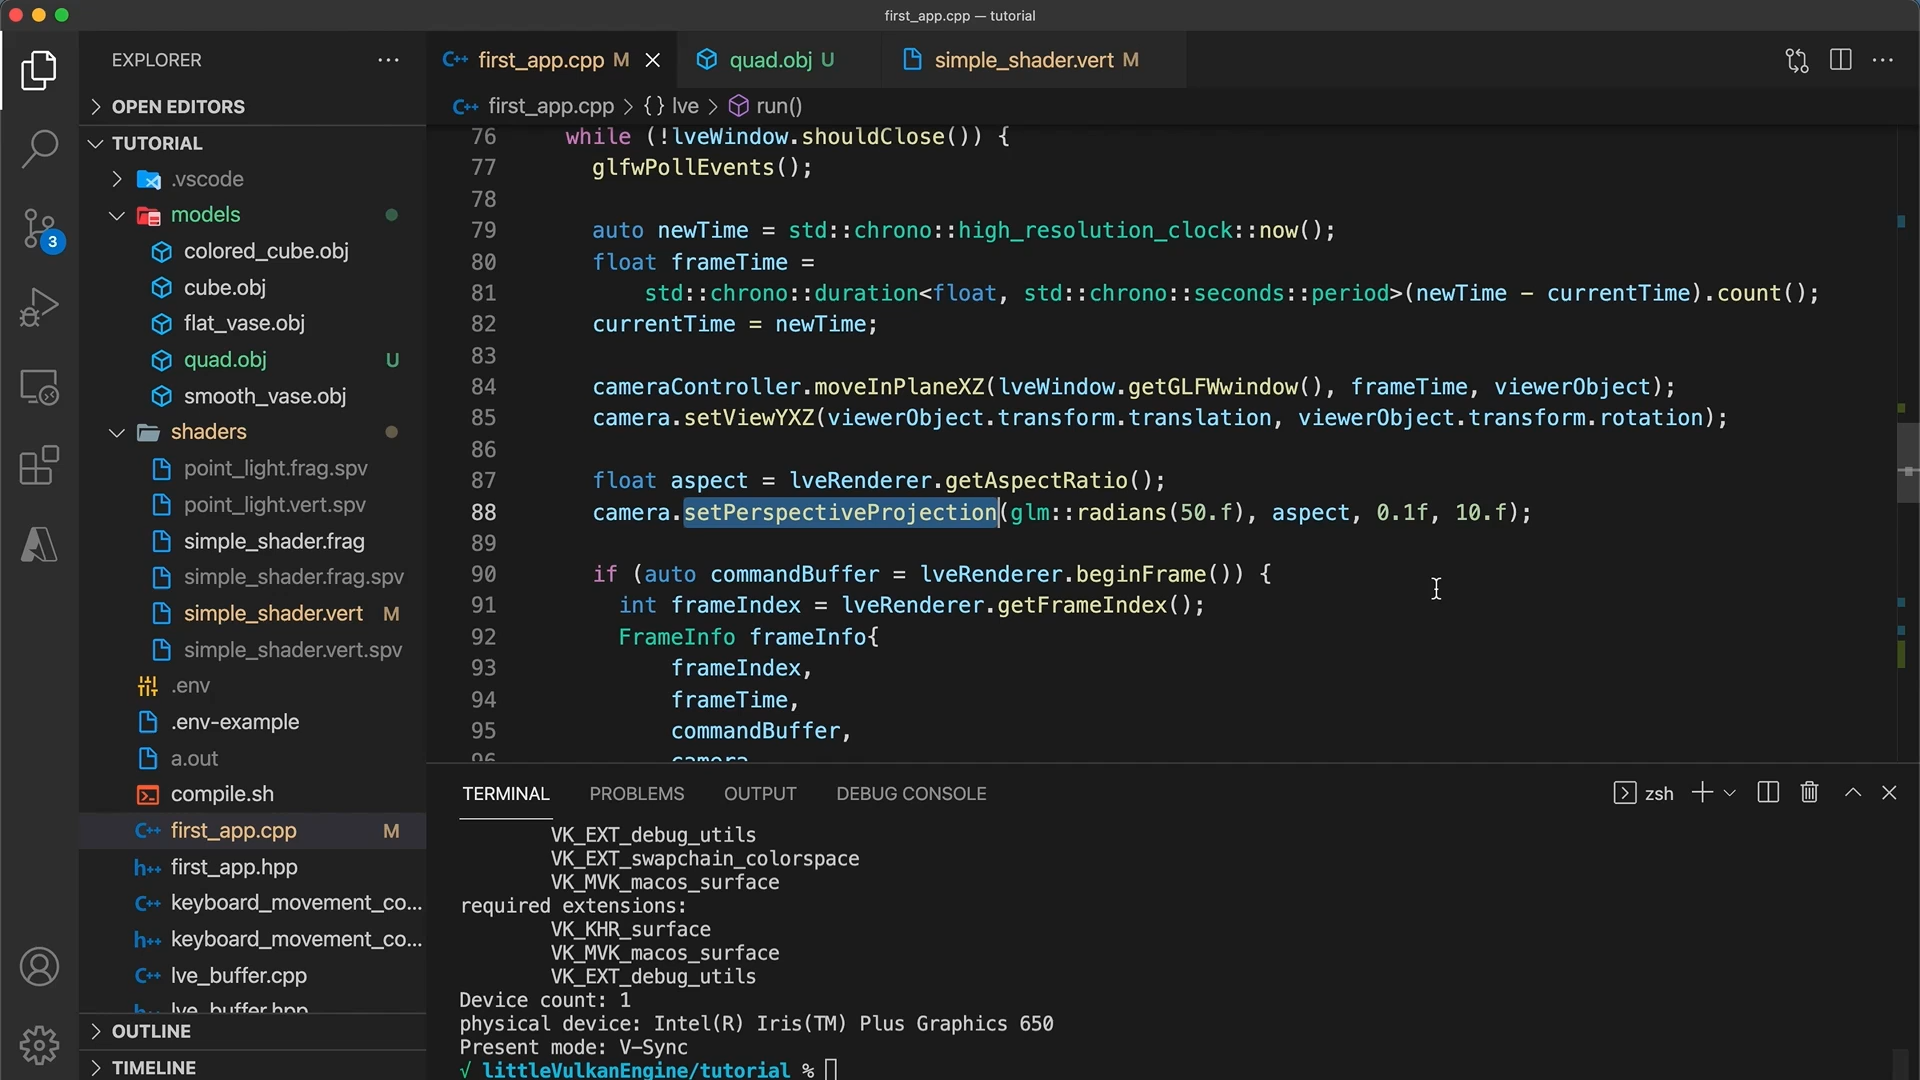 first_app.cpp — tutorial
EXPLORER
OPEN EDITORS
TUTORIAL
.vscode
models
colored_cube.obj
cube.obj
flat_vase.obj
quad.obj U
smooth_vase.obj
shaders
point_light.frag.spv
point_light.vert.spv
simple_shader.frag
simple_shader.frag.spv
simple_shader.vert M
simple_shader.vert.spv
.env
.env-example
a.out
compile.sh
first_app.cpp M
first_app.hpp
keyboard_movement_co...
keyboard_movement_co...
lve_buffer.cpp
lve_buffer.hpp
OUTLINE
TIMELINE
3
first_app.cpp M
quad.obj U
simple_shader.vert M
first_app.cpp > {} lve > run()
76 while (!lveWindow.shouldClose()) {
77 glfwPollEvents();
78
79 auto newTime = std::chrono::high_resolution_clock::now();
80 float frameTime =
81 std::chrono::duration<float, std::chrono::seconds::period>(newTime - currentTime).count();
82 currentTime = newTime;
83
84 cameraController.moveInPlaneXZ(lveWindow.getGLFWwindow(), frameTime, viewerObject);
85 camera.setViewYXZ(viewerObject.transform.translation, viewerObject.transform.rotation);
86
87 float aspect = lveRenderer.getAspectRatio();
88 camera.setPerspectiveProjection(glm::radians(50.f), aspect, 0.1f, 10.f);
89
90 if (auto commandBuffer = lveRenderer.beginFrame()) {
91 int frameIndex = lveRenderer.getFrameIndex();
92 FrameInfo frameInfo{
93 frameIndex,
94 frameTime,
95 commandBuffer,
96 camera,
TERMINAL PROBLEMS OUTPUT DEBUG CONSOLE
zsh
VK_EXT_debug_utils
VK_EXT_swapchain_colorspace
VK_MVK_macos_surface
required extensions:
VK_KHR_surface
VK_MVK_macos_surface
VK_EXT_debug_utils
Device count: 1
physical device: Intel(R) Iris(TM) Plus Graphics 650
Present mode: V-Sync
√ littleVulkanEngine/tutorial %